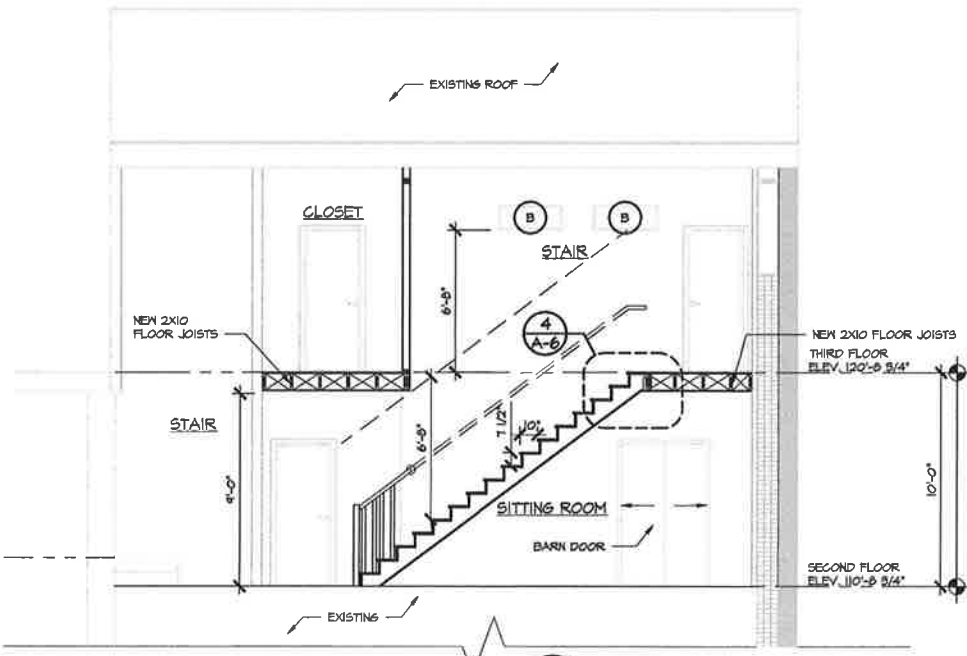 EXISTING ROOF
CLOSET
B
B
STAIR
6'-8"
4
A-6
NEW 2X10
FLOOR JOISTS
NEW 2X10 FLOOR JOISTS
THIRD FLOOR
ELEV. 120'-8 3/4"
STAIR
6'-8"
7 1/2"
10"
9'-0"
10'-0"
SITTING ROOM
BARN DOOR
SECOND FLOOR
ELEV. 110'-8 3/4"
EXISTING